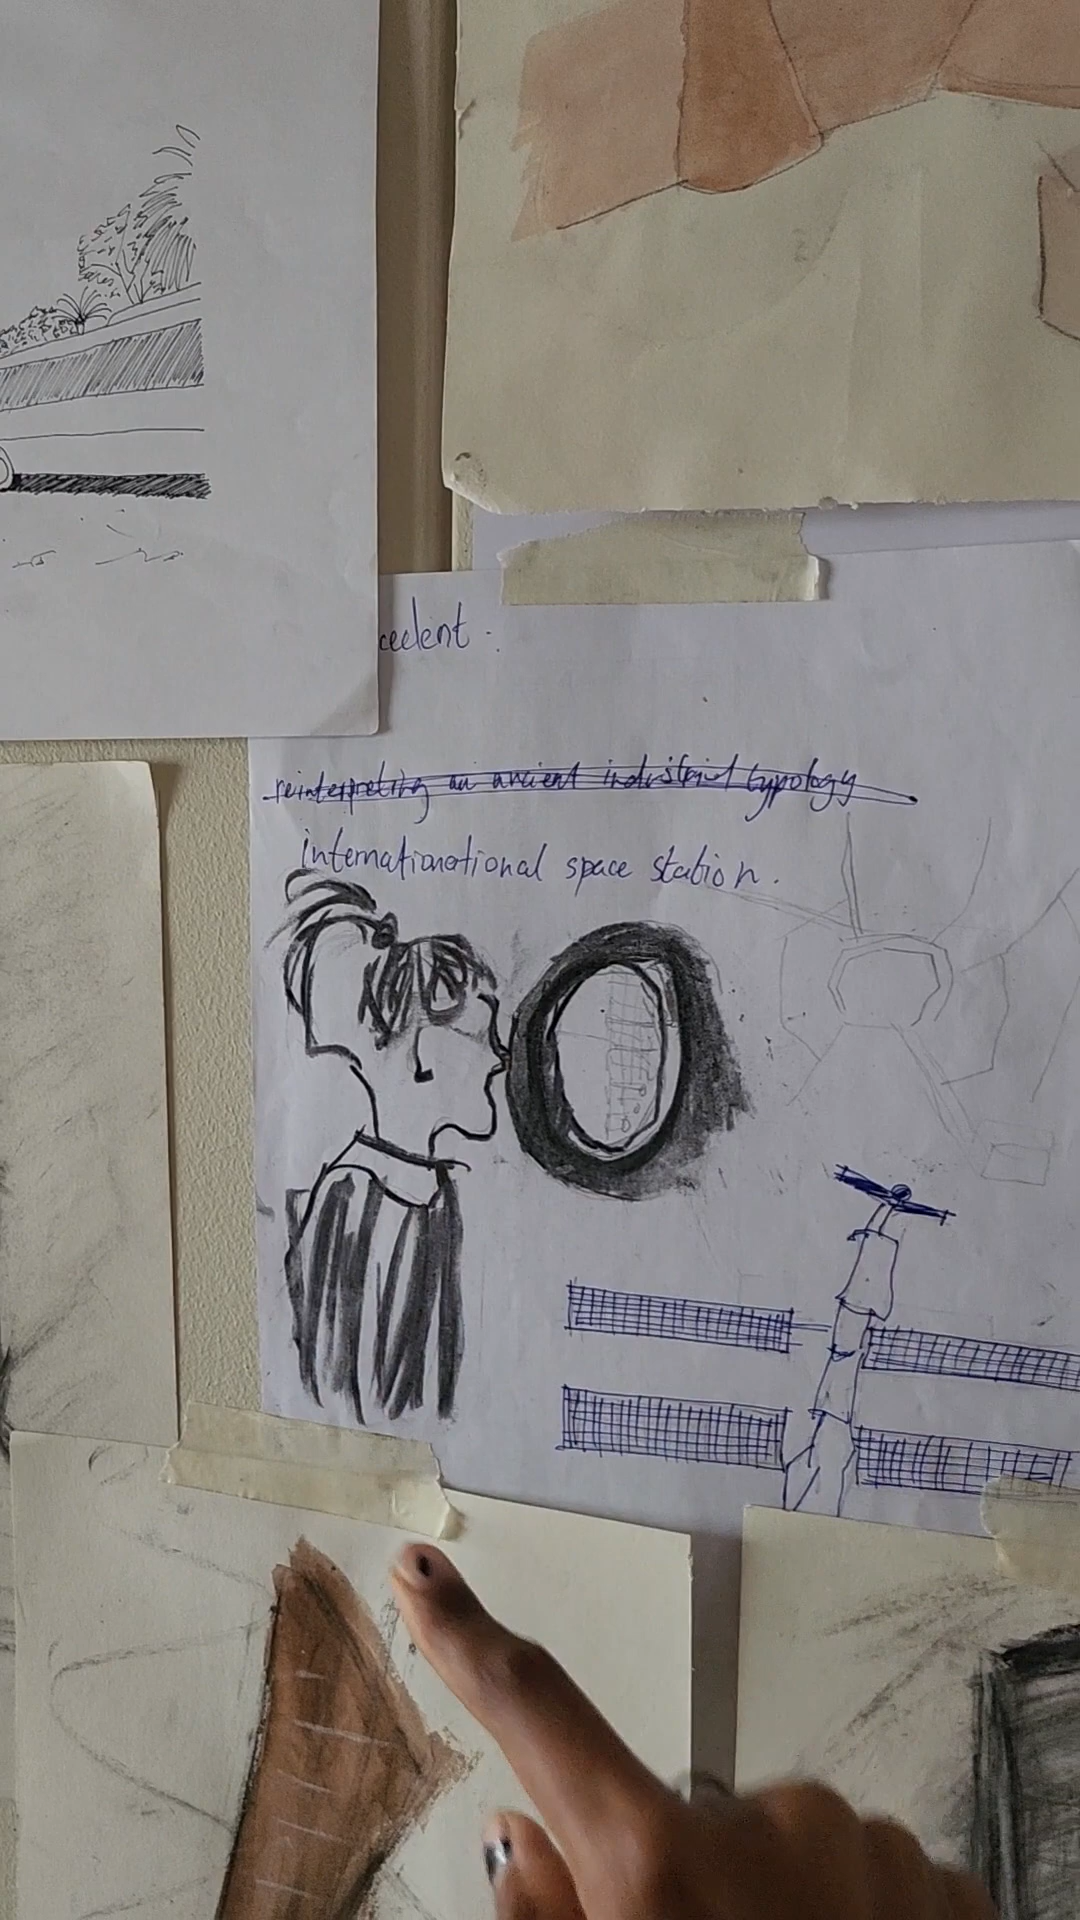 cedent :
reinterpreting an ancient industrial typology
internationational space station.